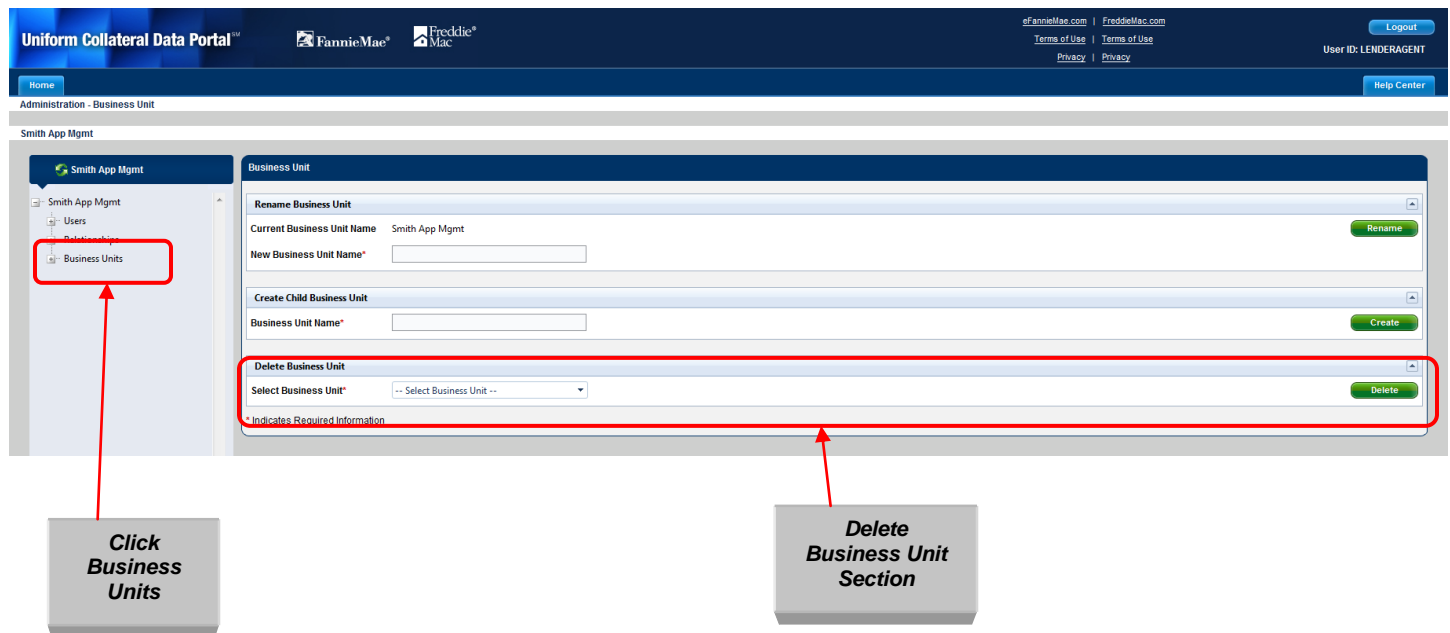 Uniform Collateral Data Portal℠
FannieMae®
Freddie Mac®
eFannieMae.com | FreddieMac.com
Terms of Use | Terms of Use
Privacy | Privacy
Logout
User ID: LENDERAGENT
Home
Help Center
Administration - Business Unit
Smith App Mgmt
Smith App Mgmt
Smith App Mgmt
Users
Relationships
Business Units
Business Unit
Rename Business Unit
Current Business Unit Name Smith App Mgmt
Rename
New Business Unit Name*
Create Child Business Unit
Business Unit Name*
Create
Delete Business Unit
Select Business Unit* -- Select Business Unit --
Delete
* Indicates Required Information
Click
Business
Units
Delete
Business Unit
Section